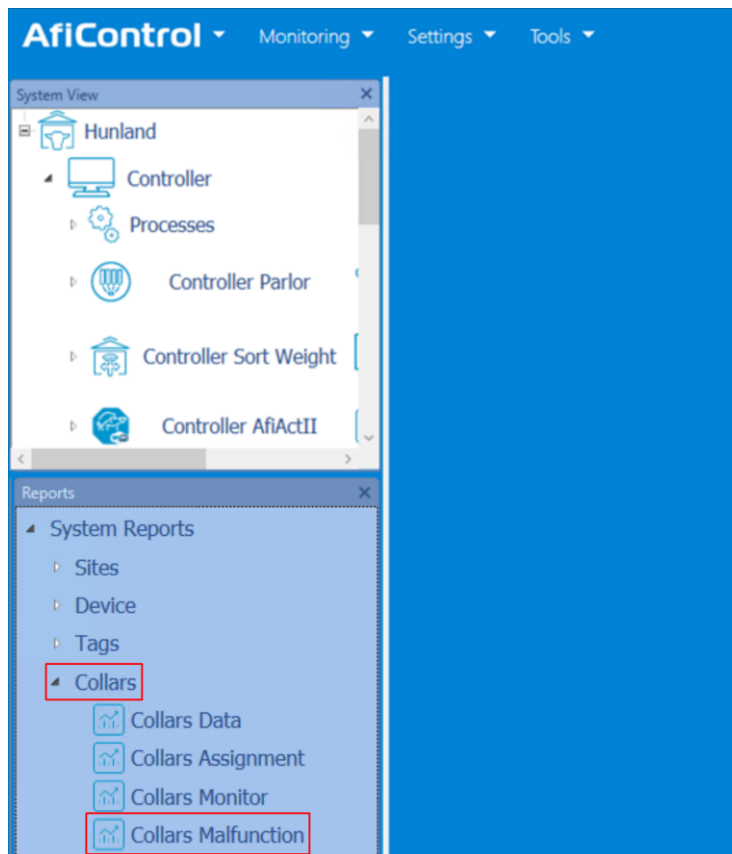 AfiControl Monitoring Settings Tools
System View
Hunland
Controller
Processes
Controller Parlor
Controller Sort Weight
Controller AfiActII
Reports
System Reports
Sites
Device
Tags
Collars
Collars Data
Collars Assignment
Collars Monitor
Collars Malfunction